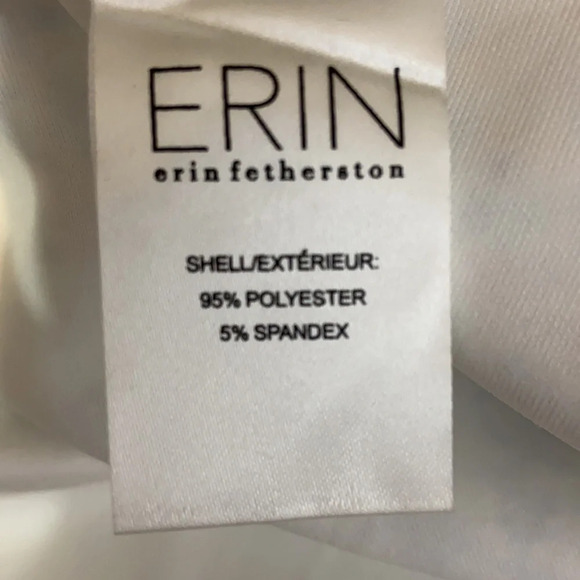 ERIN
erin fetherston
SHELL/EXTÉRIEUR:
95% POLYESTER
5% SPANDEX